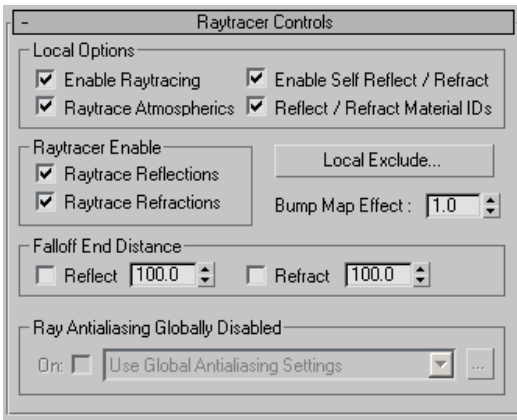 - Raytracer Controls
Local Options
Enable Raytracing Enable Self Reflect / Refract
Raytrace Atmospherics Reflect / Refract Material IDs
Raytracer Enable
Raytrace Reflections
Raytrace Refractions
Local Exclude...
Bump Map Effect : 1.0
Falloff End Distance
Reflect 100.0 Refract 100.0
Ray Antialiasing Globally Disabled
On: Use Global Antialiasing Settings ...